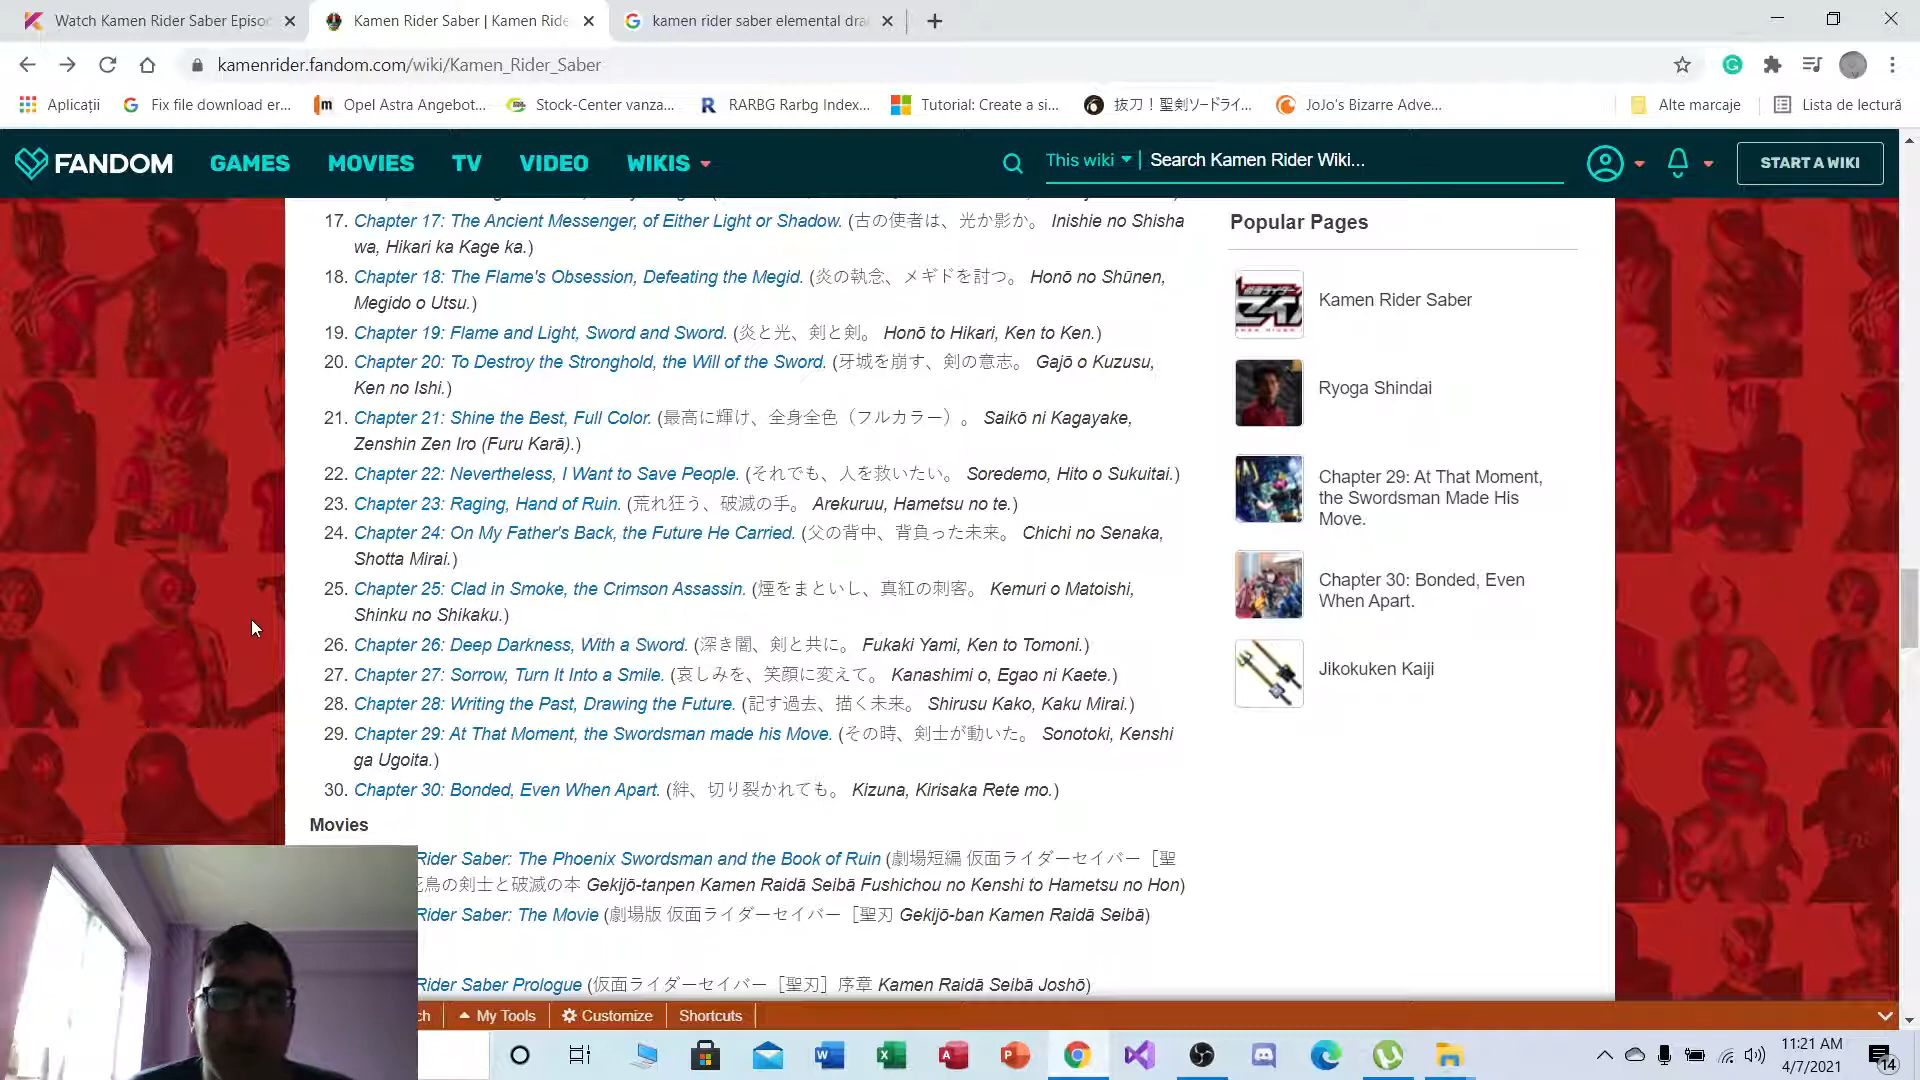 Watch Kamen Rider Saber Episo
Kamen Rider Saber | Kamen Ride
kamen rider saber elemental dra
kamenrider.fandom.com/wiki/Kamen_Rider_Saber
Aplicații
Fix file download er...
Opel Astra Angebot...
Stock-Center vanza...
RARBG Rarbg Index...
Tutorial: Create a si...
抜刀！聖剣ソードライ...
JoJo's Bizarre Adve...
Alte marcaje
Lista de lectură
FANDOM
GAMES
MOVIES
TV
VIDEO
WIKIS
This wiki
Search Kamen Rider Wiki...
START A WIKI
17. Chapter 17: The Ancient Messenger, of Either Light or Shadow. (古の使者は、光か影か。 Inishie no Shisha
wa, Hikari ka Kage ka.)
18. Chapter 18: The Flame's Obsession, Defeating the Megid. (炎の執念、メギドを討つ。 Honō no Shūnen,
Megido o Utsu.)
19. Chapter 19: Flame and Light, Sword and Sword. (炎と光、剣と剣。 Honō to Hikari, Ken to Ken.)
20. Chapter 20: To Destroy the Stronghold, the Will of the Sword. (牙城を崩す、剣の意志。 Gajō o Kuzusu,
Ken no Ishi.)
21. Chapter 21: Shine the Best, Full Color. (最高に輝け、全身全色（フルカラー）。 Saikō ni Kagayake,
Zenshin Zen Iro (Furu Karā).)
22. Chapter 22: Nevertheless, I Want to Save People. (それでも、人を救いたい。 Soredemo, Hito o Sukuitai.)
23. Chapter 23: Raging, Hand of Ruin. (荒れ狂う、破滅の手。 Arekuruu, Hametsu no te.)
24. Chapter 24: On My Father's Back, the Future He Carried. (父の背中、背負った未来。 Chichi no Senaka,
Shotta Mirai.)
25. Chapter 25: Clad in Smoke, the Crimson Assassin. (煙をまといし、真紅の刺客。 Kemuri o Matoishi,
Shinku no Shikaku.)
26. Chapter 26: Deep Darkness, With a Sword. (深き闇、剣と共に。 Fukaki Yami, Ken to Tomoni.)
27. Chapter 27: Sorrow, Turn It Into a Smile. (哀しみを、笑顔に変えて。 Kanashimi o, Egao ni Kaete.)
28. Chapter 28: Writing the Past, Drawing the Future. (記す過去、描く未来。 Shirusu Kako, Kaku Mirai.)
29. Chapter 29: At That Moment, the Swordsman made his Move. (その時、剣士が動いた。 Sonotoki, Kenshi
ga Ugoita.)
30. Chapter 30: Bonded, Even When Apart. (絆、切り裂かれても。 Kizuna, Kirisaka Rete mo.)
Movies
Rider Saber: The Phoenix Swordsman and the Book of Ruin (劇場短編 仮面ライダーセイバー［聖
鳥の剣士と破滅の本 Gekijō-tanpen Kamen Raidā Seibā Fushichou no Kenshi to Hametsu no Hon)
Rider Saber: The Movie (劇場版 仮面ライダーセイバー［聖刃 Gekijō-ban Kamen Raidā Seibā)
Rider Saber Prologue (仮面ライダーセイバー［聖刃］序章 Kamen Raidā Seibā Joshō)
Popular Pages
Kamen Rider Saber
Ryoga Shindai
Chapter 29: At That Moment,
the Swordsman Made His
Move.
Chapter 30: Bonded, Even
When Apart.
Jikokuken Kaiji
ch
My Tools
Customize
Shortcuts
11:21 AM
4/7/2021
14